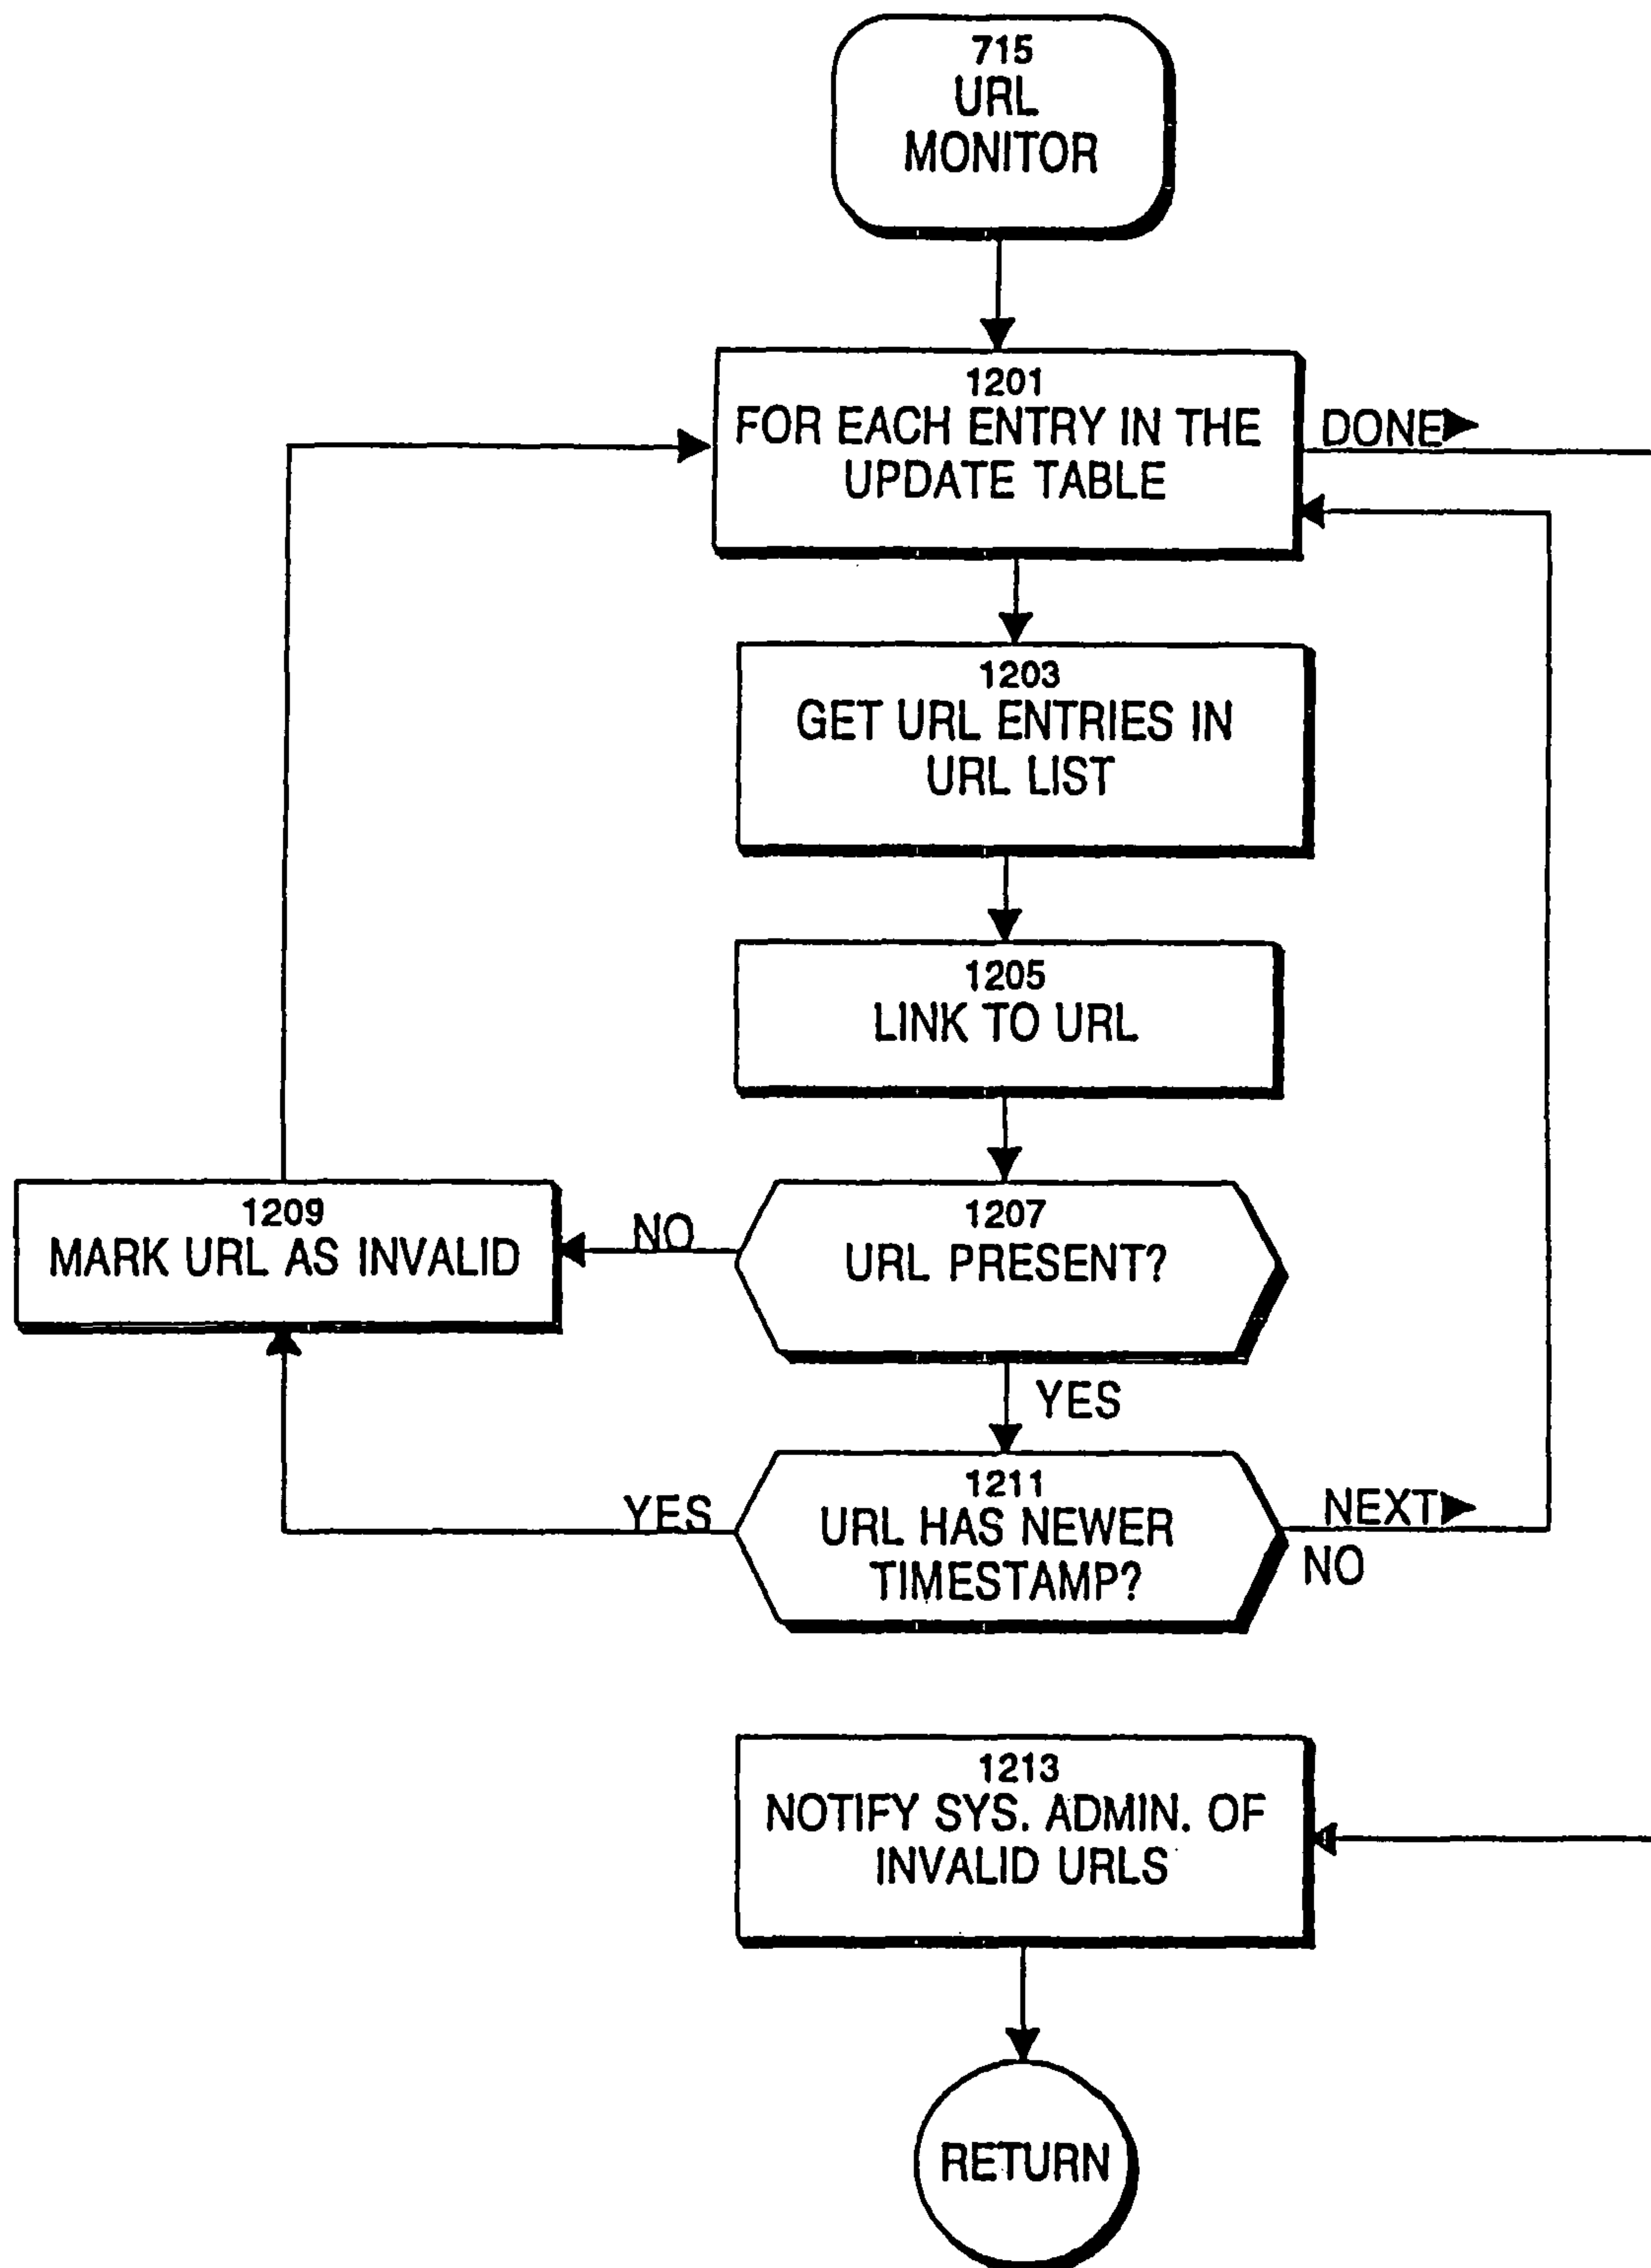 715
URL
MONITOR
1201
FOR EACH ENTRY IN THE
UPDATE TABLE
DONE
1203
GET URL ENTRIES IN
URL LIST
1205
LINK TO URL
1207
URL PRESENT?
NO
1209
MARK URL AS INVALID
YES
1211
URL HAS NEWER
TIMESTAMP?
YES
NEXT
NO
1213
NOTIFY SYS. ADMIN. OF
INVALID URLS
RETURN